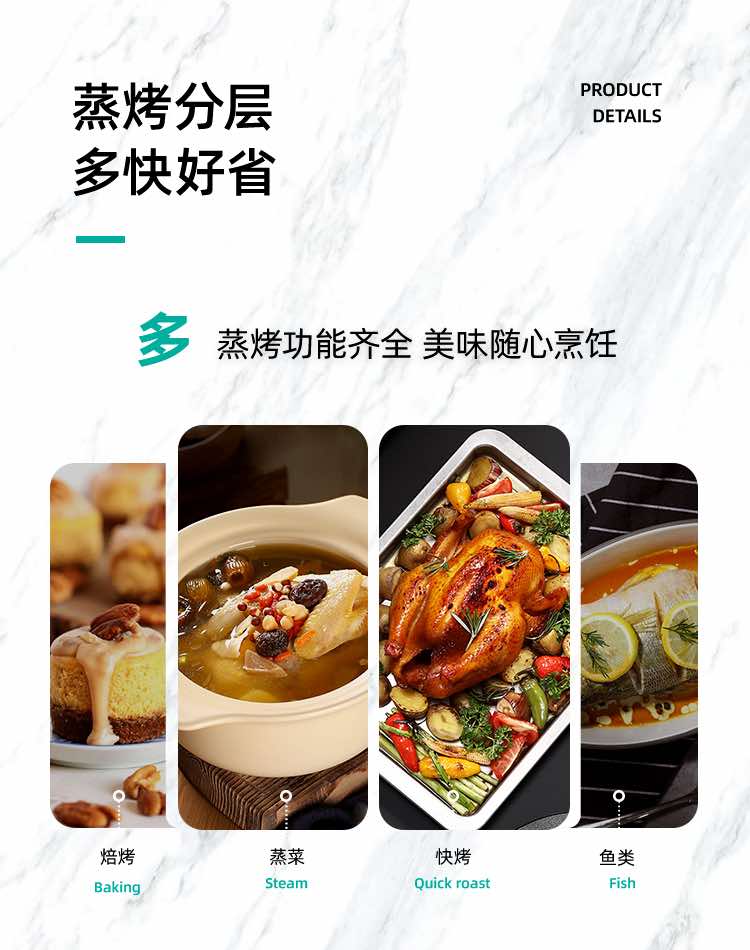 蒸烤分层
多快好省
PRODUCT
DETAILS
多 蒸烤功能齐全 美味随心烹饪
焙烤
Baking
蒸菜
Steam
快烤
Quick roast
鱼类
Fish